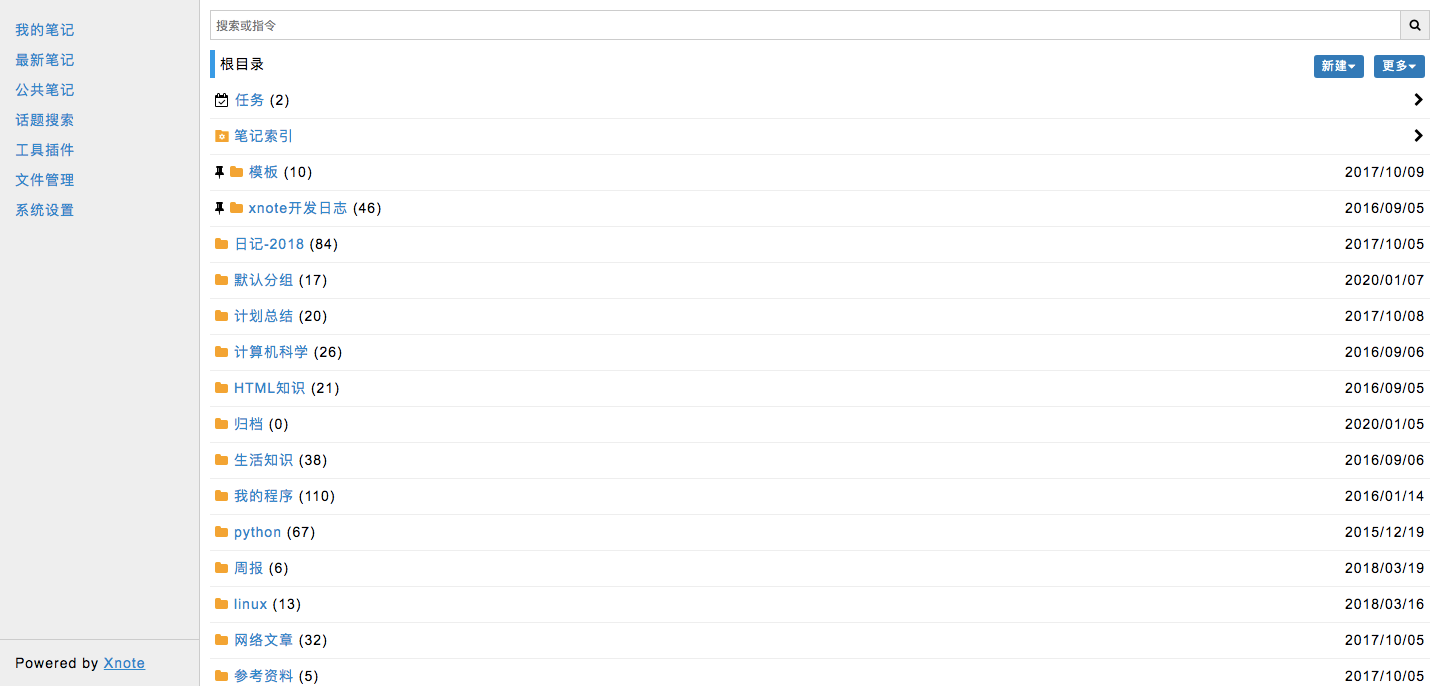 我的笔记
最新笔记
公共笔记
话题搜索
工具插件
文件管理
系统设置
Powered by Xnote
搜索或指令
根目录 新建 更多
任务 (2)
笔记索引
模板 (10) 2017/10/09
xnote开发日志 (46) 2016/09/05
日记-2018 (84) 2017/10/05
默认分组 (17) 2020/01/07
计划总结 (20) 2017/10/08
计算机科学 (26) 2016/09/06
HTML知识 (21) 2016/09/05
归档 (0) 2020/01/05
生活知识 (38) 2016/09/06
我的程序 (110) 2016/01/14
python (67) 2015/12/19
周报 (6) 2018/03/19
linux (13) 2018/03/16
网络文章 (32) 2017/10/05
参考资料 (5) 2017/10/05